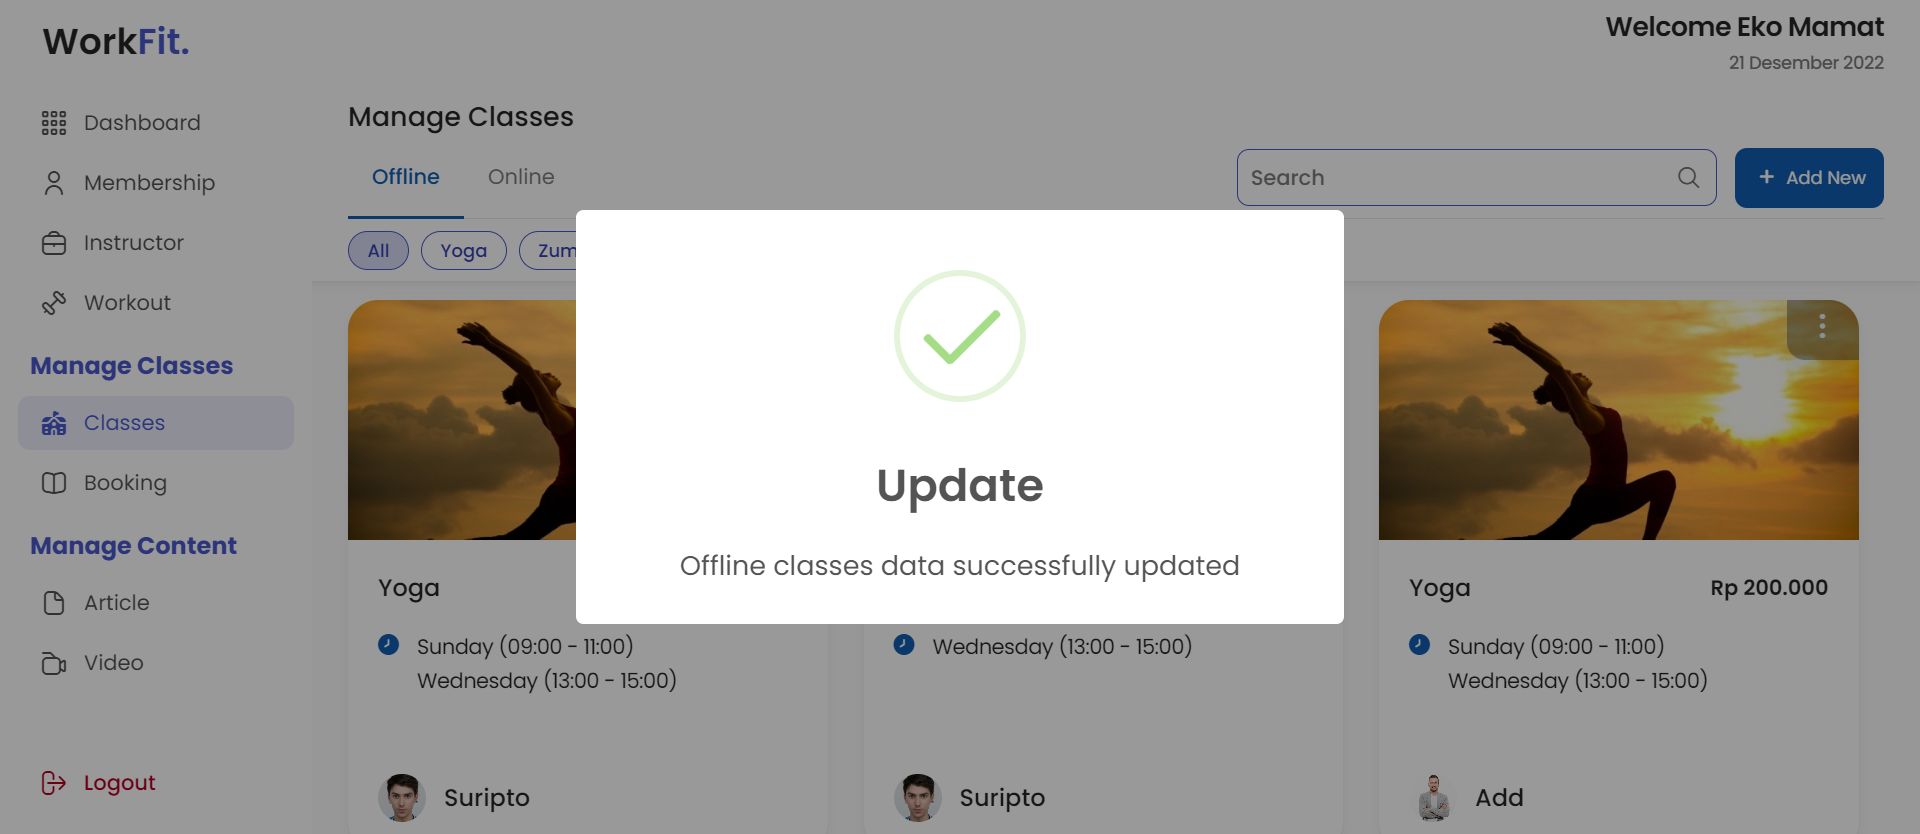 WorkFit.
Welcome Eko Mamat
21 Desember 2022
Dashboard
Membership
Instructor
Workout
Manage Classes
Classes
Booking
Manage Content
Article
Video
Logout
Manage Classes
Offline
Online
Search
+ Add New
All
Yoga
Zum
Update
Offline classes data successfully updated
Yoga
Sunday (09:00 - 11:00)
Wednesday (13:00 - 15:00)
Suripto
Wednesday (13:00 - 15:00)
Suripto
Yoga
Rp 200.000
Sunday (09:00 - 11:00)
Wednesday (13:00 - 15:00)
Add